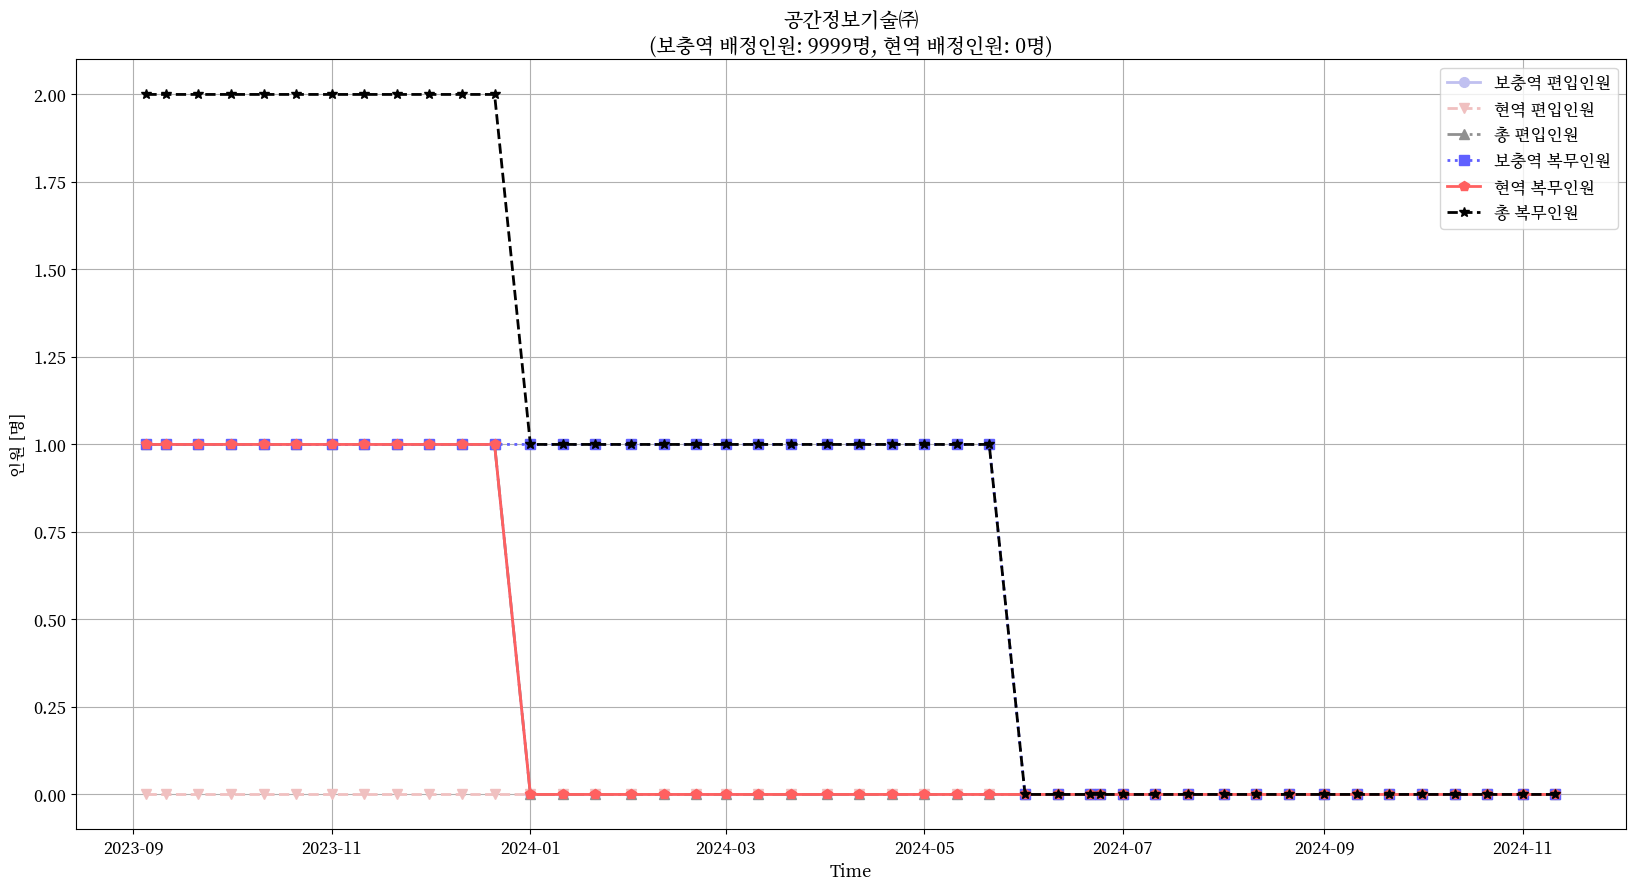 공간정보기술㈜
(보충역 배정인원: 9999명, 현역 배정인원: 0명)
보충역 편입인원
현역 편입인원
총 편입인원
보충역 복무인원
현역 복무인원
총 복무인원
인원 [명]
2.00
1.75
1.50
1.25
1.00
0.75
0.50
0.25
0.00
2023-09
2023-11
2024-01
2024-03
2024-05
2024-07
2024-09
2024-11
Time